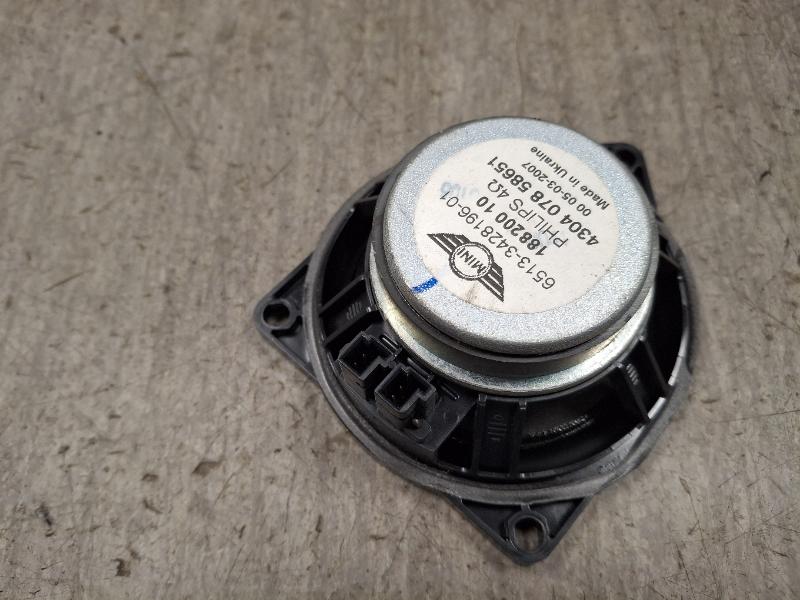 MINI
6513-3428196-01
PHILIPS 4Ω
188200 10
4304 078 58651
00 05-03-2007
Made in Ukraine